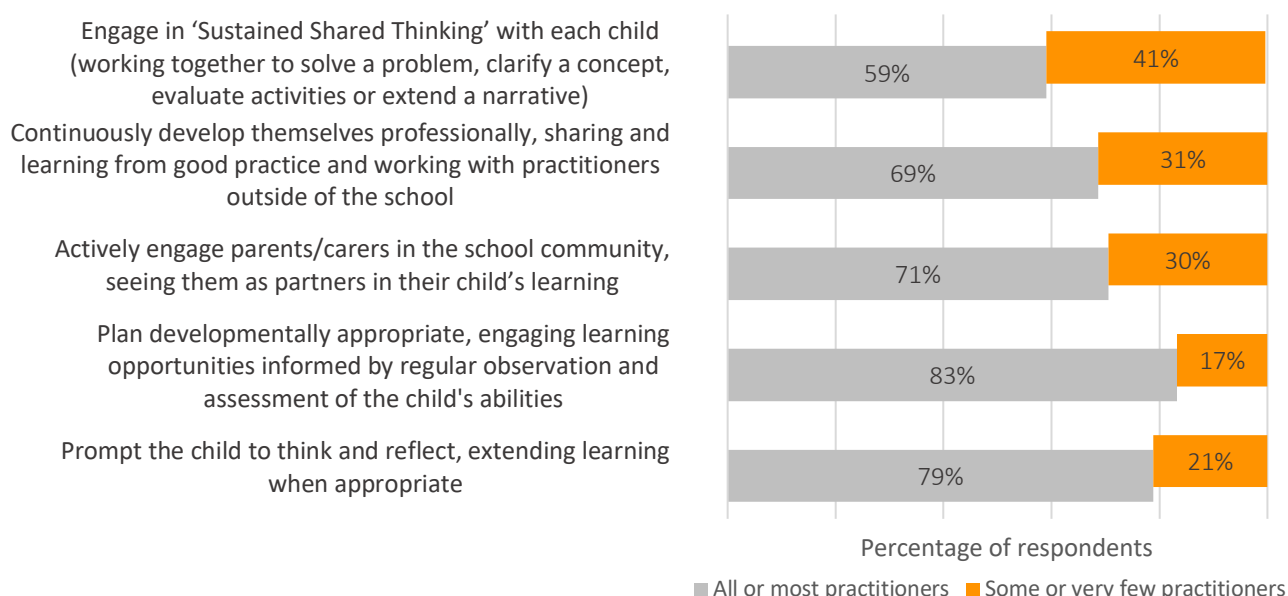 Engage in ‘Sustained Shared Thinking’ with each child
(working together to solve a problem, clarify a concept,
evaluate activities or extend a narrative)
59%
41%
Continuously develop themselves professionally, sharing and
learning from good practice and working with practitioners
outside of the school
69%
31%
Actively engage parents/carers in the school community,
seeing them as partners in their child’s learning
71%
30%
Plan developmentally appropriate, engaging learning
opportunities informed by regular observation and
assessment of the child's abilities
83%
17%
Prompt the child to think and reflect, extending learning
when appropriate
79%
21%
Percentage of respondents
All or most practitioners
Some or very few practitioners